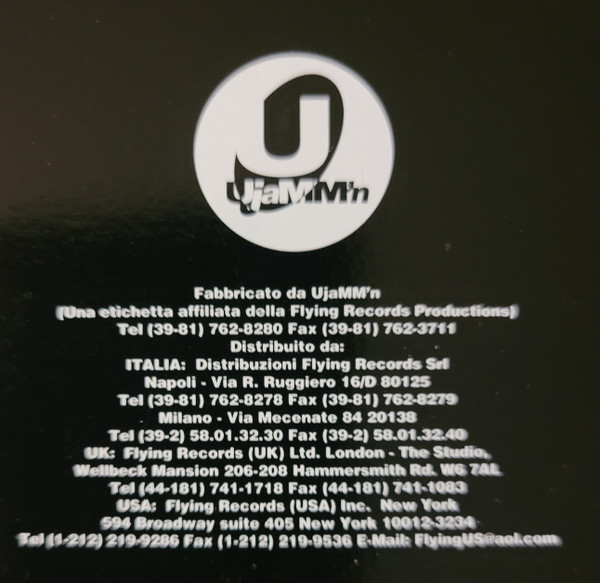 U
UjaMM'n
Fabbricato da UjaMM'n
(Una etichetta affiliata della Flying Records Productions)
Tel (39-81) 762-8280 Fax (39-81) 762-3711
Distribuito da:
ITALIA: Distribuzioni Flying Records Srl
Napoli - Via R. Ruggiero 16/D 80125
Tel (39-81) 762-8278 Fax (39-81) 762-8279
Milano - Via Mecenate 84 20138
Tel (39-2) 58.01.32.30 Fax (39-2) 58.01.32.40
UK: Flying Records (UK) Ltd. London - The Studio,
Wellbeck Mansion 206-208 Hammersmith Rd. W6 7AL
Tel (44-181) 741-1718 Fax (44-181) 741-1083
USA: Flying Records (USA) Inc. New York
594 Broadway suite 405 New York 10012-3234
Tel (1-212) 219-9286 Fax (1-212) 219-9536 E-Mail: FlyingUS@aol.com